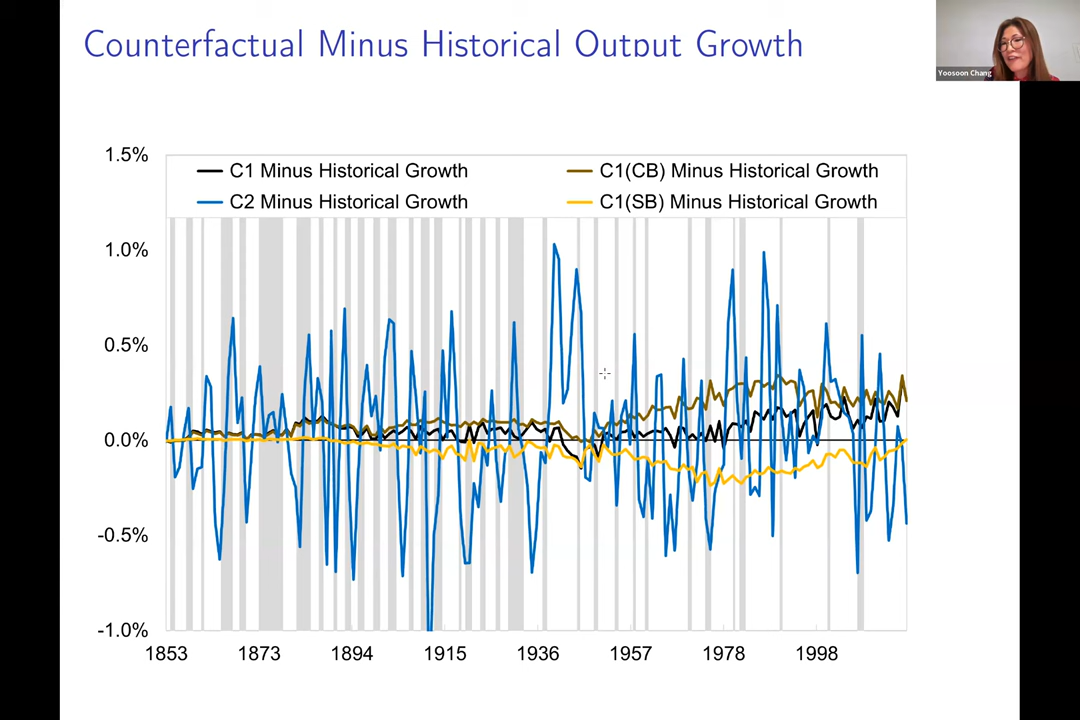 Counterfactual Minus Historical Output Growth
Yoosoon Chang
1.5%
C1 Minus Historical Growth
C1(CB) Minus Historical Growth
C2 Minus Historical Growth
C1(SB) Minus Historical Growth
1.0%
0.5%
0.0%
-0.5%
-1.0%
1853 1873 1894 1915 1936 1957 1978 1998